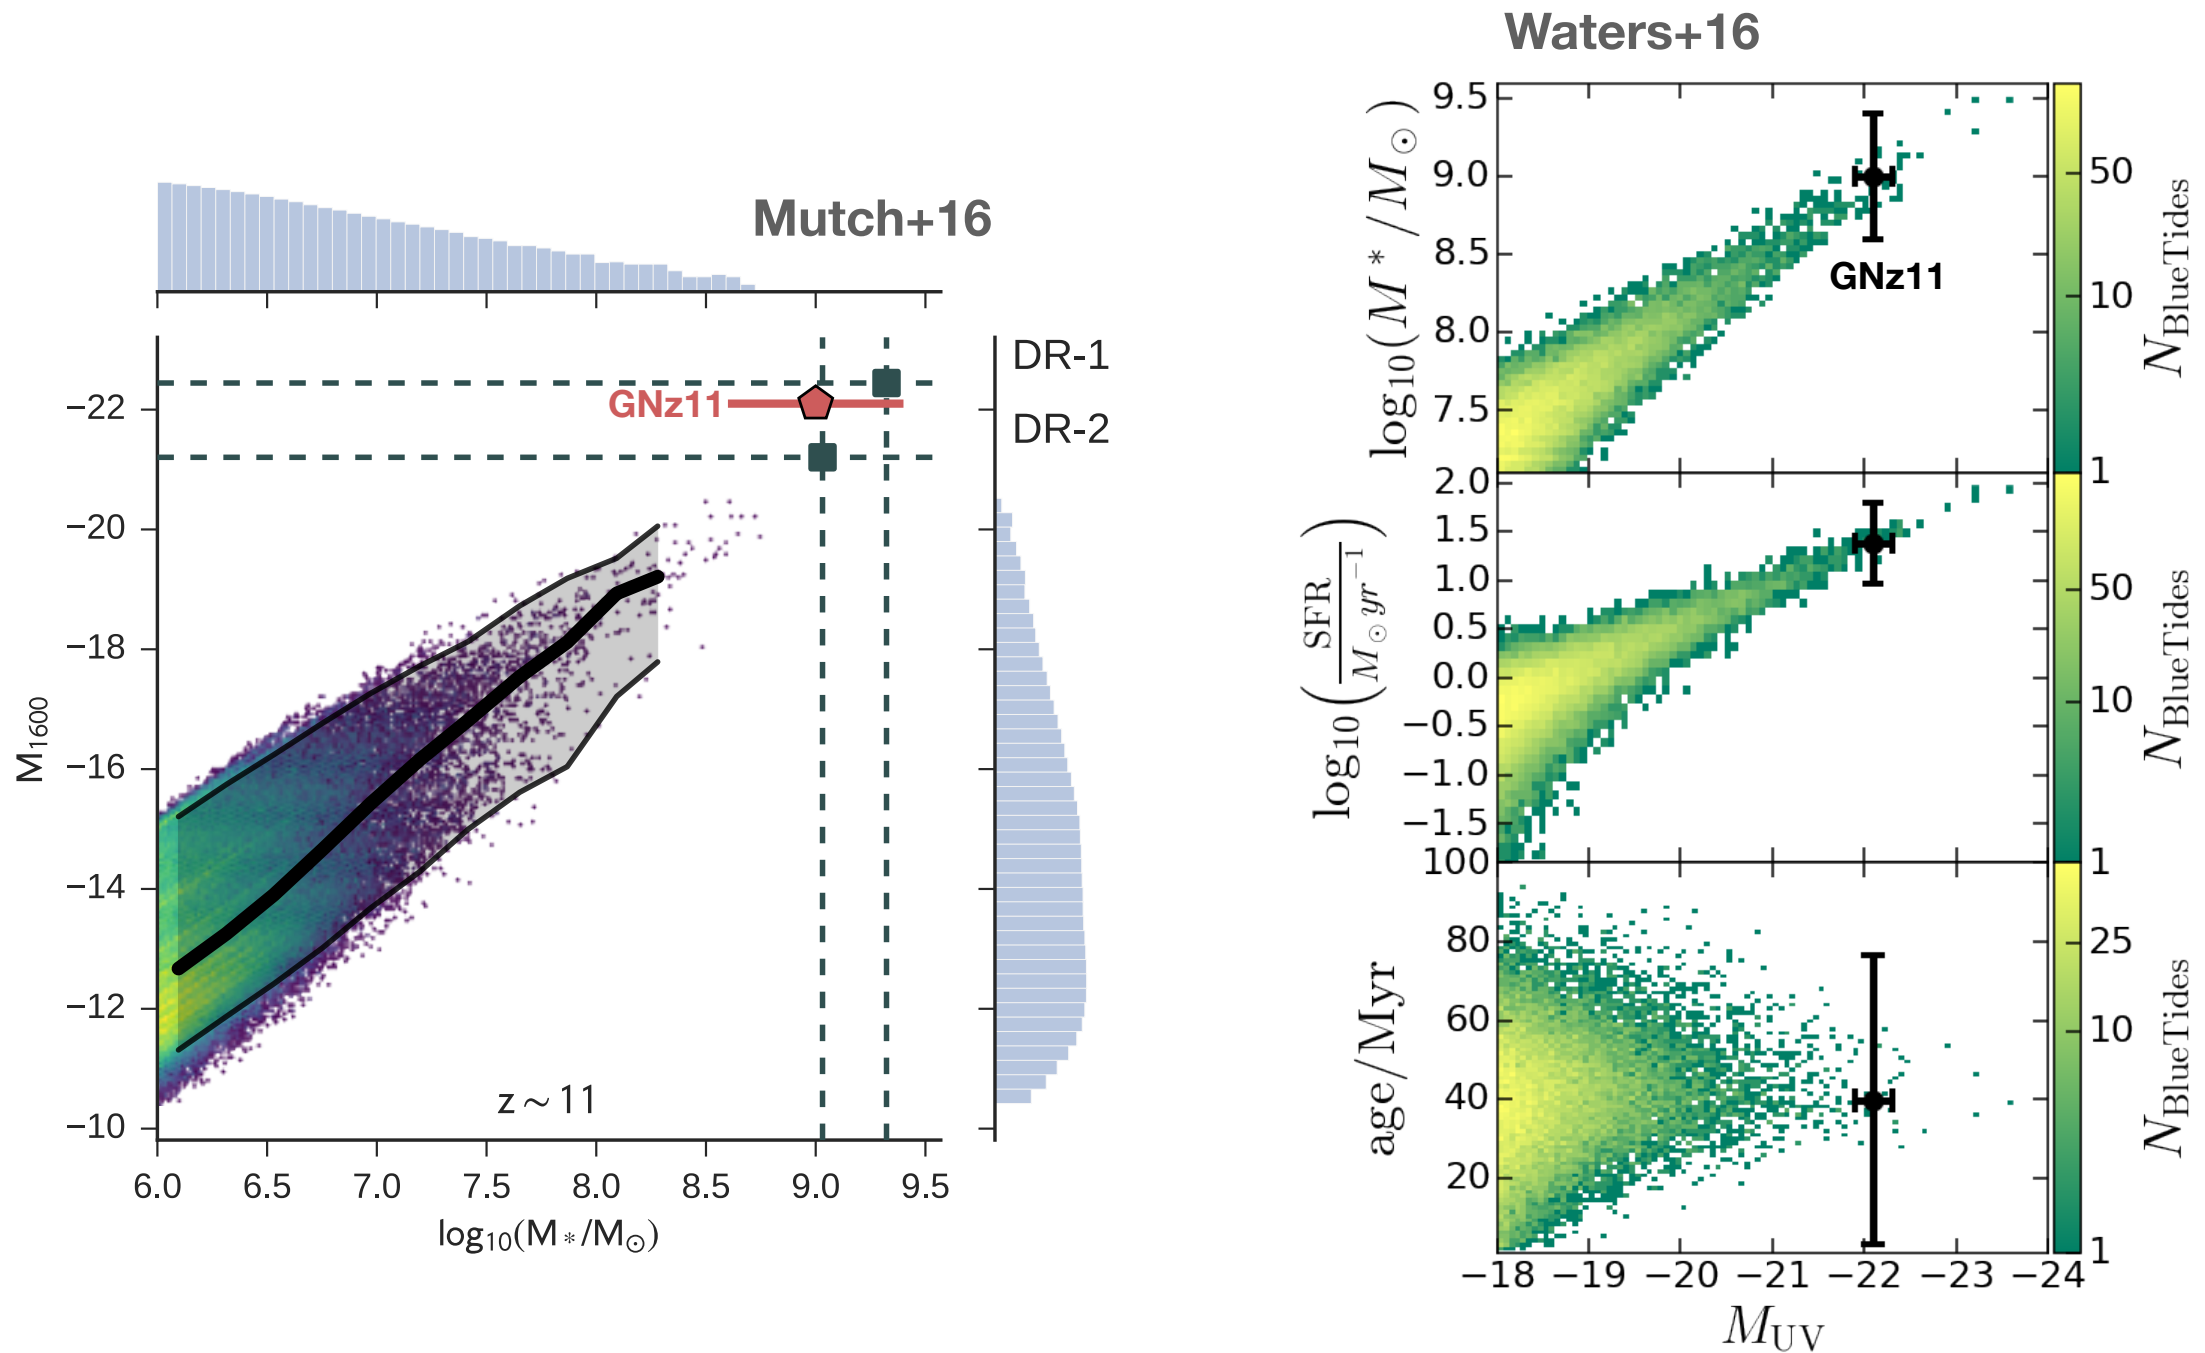 Mutch+16
DR-1
GNz11
DR-2
−22
−20
−18
−16
−14
−12
−10
M1600
z ~ 11
6.0 6.5 7.0 7.5 8.0 8.5 9.0 9.5
log10(M*/M⊙)
Waters+16
9.5
9.0
8.5
8.0
7.5
log10(M*/M⊙)
GNz11
50
10
1
NBlueTides
2.0
1.5
1.0
0.5
0.0
−0.5
−1.0
−1.5
log10(SFR/M⊙yr−1)
50
10
1
NBlueTides
100
80
60
40
20
age/Myr
25
10
1
NBlueTides
−18 −19 −20 −21 −22 −23 −24
MUV